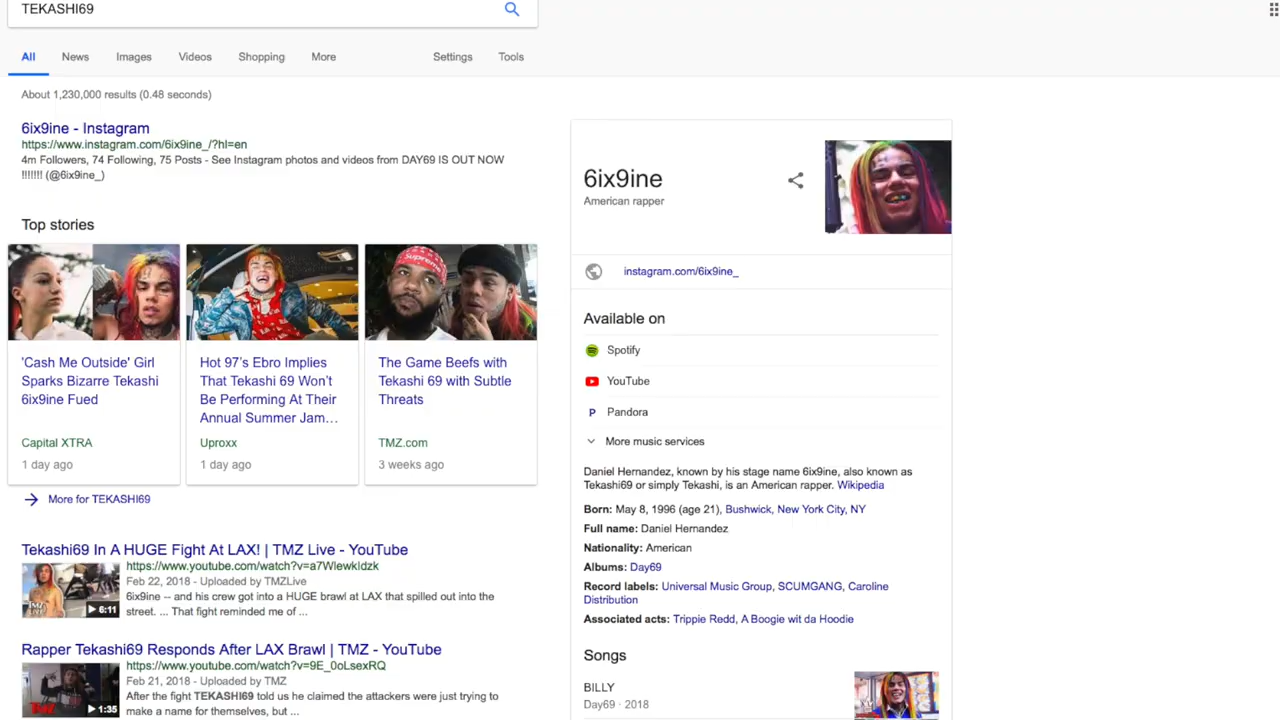 TEKASHI69
All
News
Images
Videos
Shopping
More
Settings
Tools
About 1,230,000 results (0.48 seconds)
6ix9ine - Instagram
https://www.instagram.com/6ix9ine_/?hl=en
4m Followers, 74 Following, 75 Posts - See Instagram photos and videos from DAY69 IS OUT NOW
!!!!!!! (@6ix9ine_)
Top stories
Supreme
'Cash Me Outside' Girl
Sparks Bizarre Tekashi
6ix9ine Fued
Capital XTRA
1 day ago
Hot 97's Ebro Implies
That Tekashi 69 Won't
Be Performing At Their
Annual Summer Jam…
Uproxx
1 day ago
The Game Beefs with
Tekashi 69 with Subtle
Threats
TMZ.com
3 weeks ago
More for TEKASHI69
Tekashi69 In A HUGE Fight At LAX! | TMZ Live - YouTube
https://www.youtube.com/watch?v=a7Wlewkldzk
Feb 22, 2018 - Uploaded by TMZLive
6ix9ine -- and his crew got into a HUGE brawl at LAX that spilled out into the
street. ... That fight reminded me of ...
6:11
Rapper Tekashi69 Responds After LAX Brawl | TMZ - YouTube
https://www.youtube.com/watch?v=9E_0oLsexRQ
Feb 21, 2018 - Uploaded by TMZ
After the fight TEKASHI69 told us he claimed the attackers were just trying to
make a name for themselves, but ...
TMZ
1:35
6ix9ine
American rapper
instagram.com/6ix9ine_
Available on
Spotify
YouTube
P Pandora
More music services
Daniel Hernandez, known by his stage name 6ix9ine, also known as
Tekashi69 or simply Tekashi, is an American rapper. Wikipedia
Born: May 8, 1996 (age 21), Bushwick, New York City, NY
Full name: Daniel Hernandez
Nationality: American
Albums: Day69
Record labels: Universal Music Group, SCUMGANG, Caroline
Distribution
Associated acts: Trippie Redd, A Boogie wit da Hoodie
Songs
BILLY
Day69 · 2018